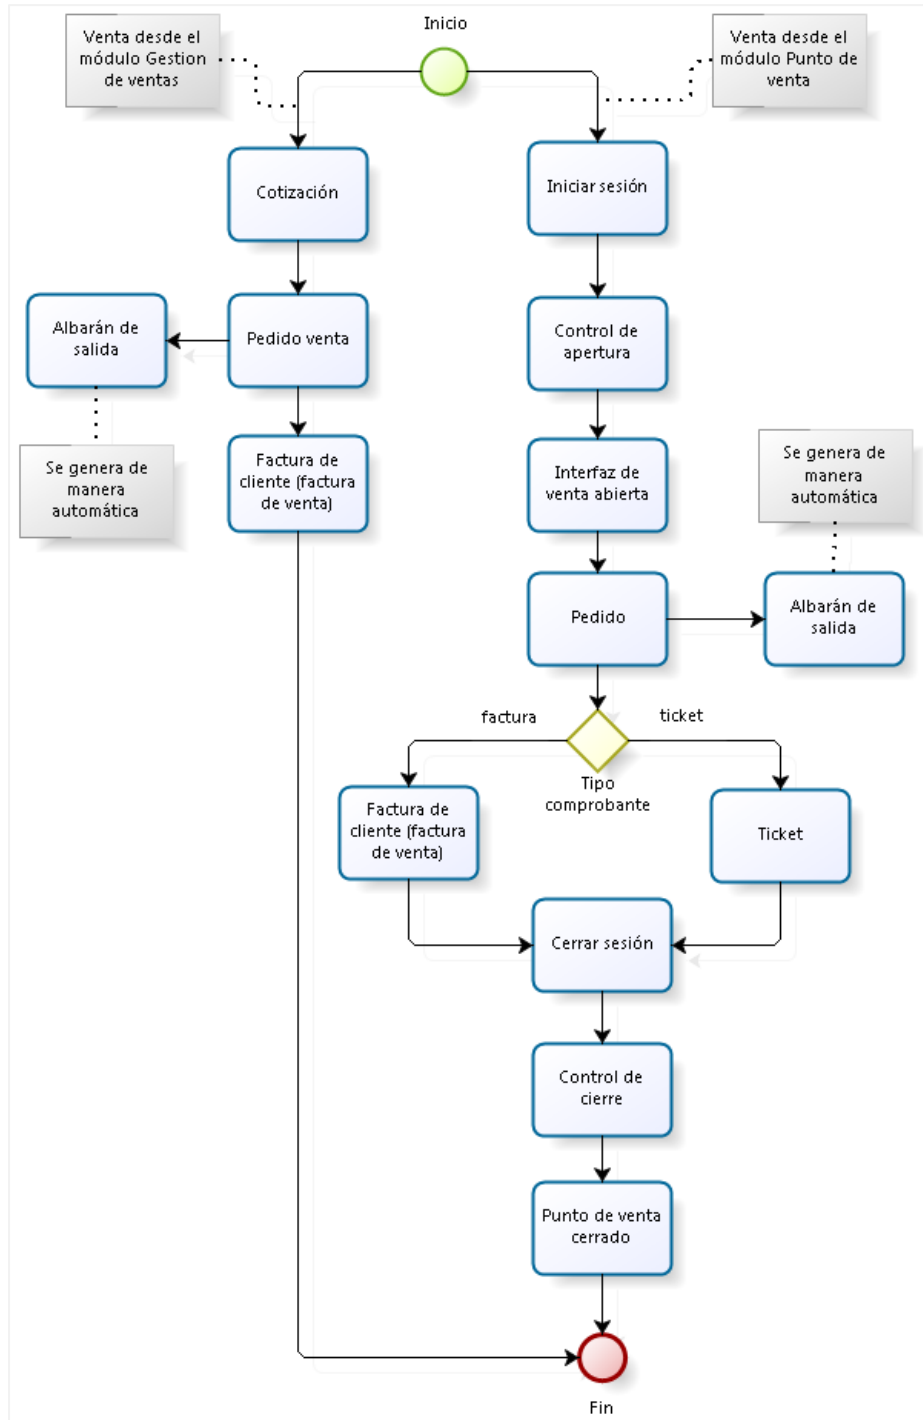 Inicio
Venta desde el
módulo Gestion
de ventas
Venta desde el
módulo Punto de
venta
Cotización
Iniciar sesión
Albarán de
salida
Pedido venta
Control de
apertura
Se genera de
manera
automática
Factura de
cliente (factura
de venta)
Interfaz de
venta abierta
Se genera de
manera
automática
Pedido
Albarán de
salida
factura
ticket
Tipo
comprobante
Factura de
cliente (factura
de venta)
Ticket
Cerrar sesión
Control de
cierre
Punto de venta
cerrado
Fin